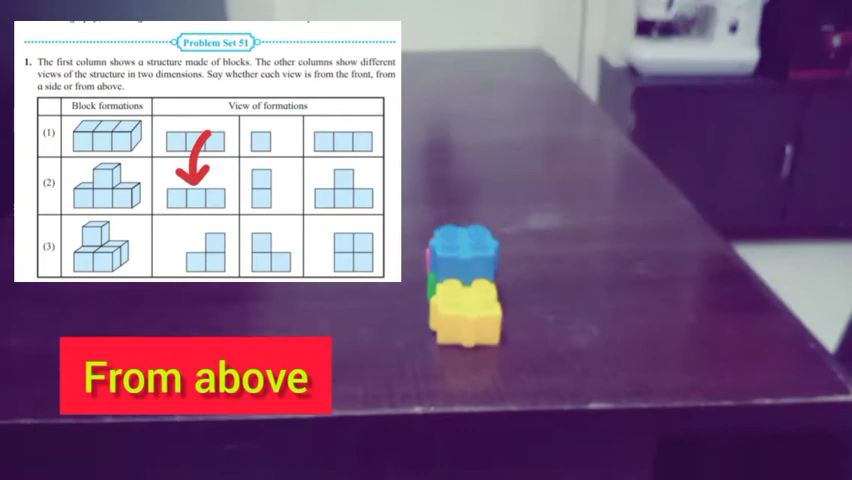 Problem Set 51
1. The first column shows a structure made of blocks. The other columns show different
views of the structure in two dimensions. Say whether each view is from the front, from
a side or from above.
Block formations View of formations
(1)
(2)
(3)
From above